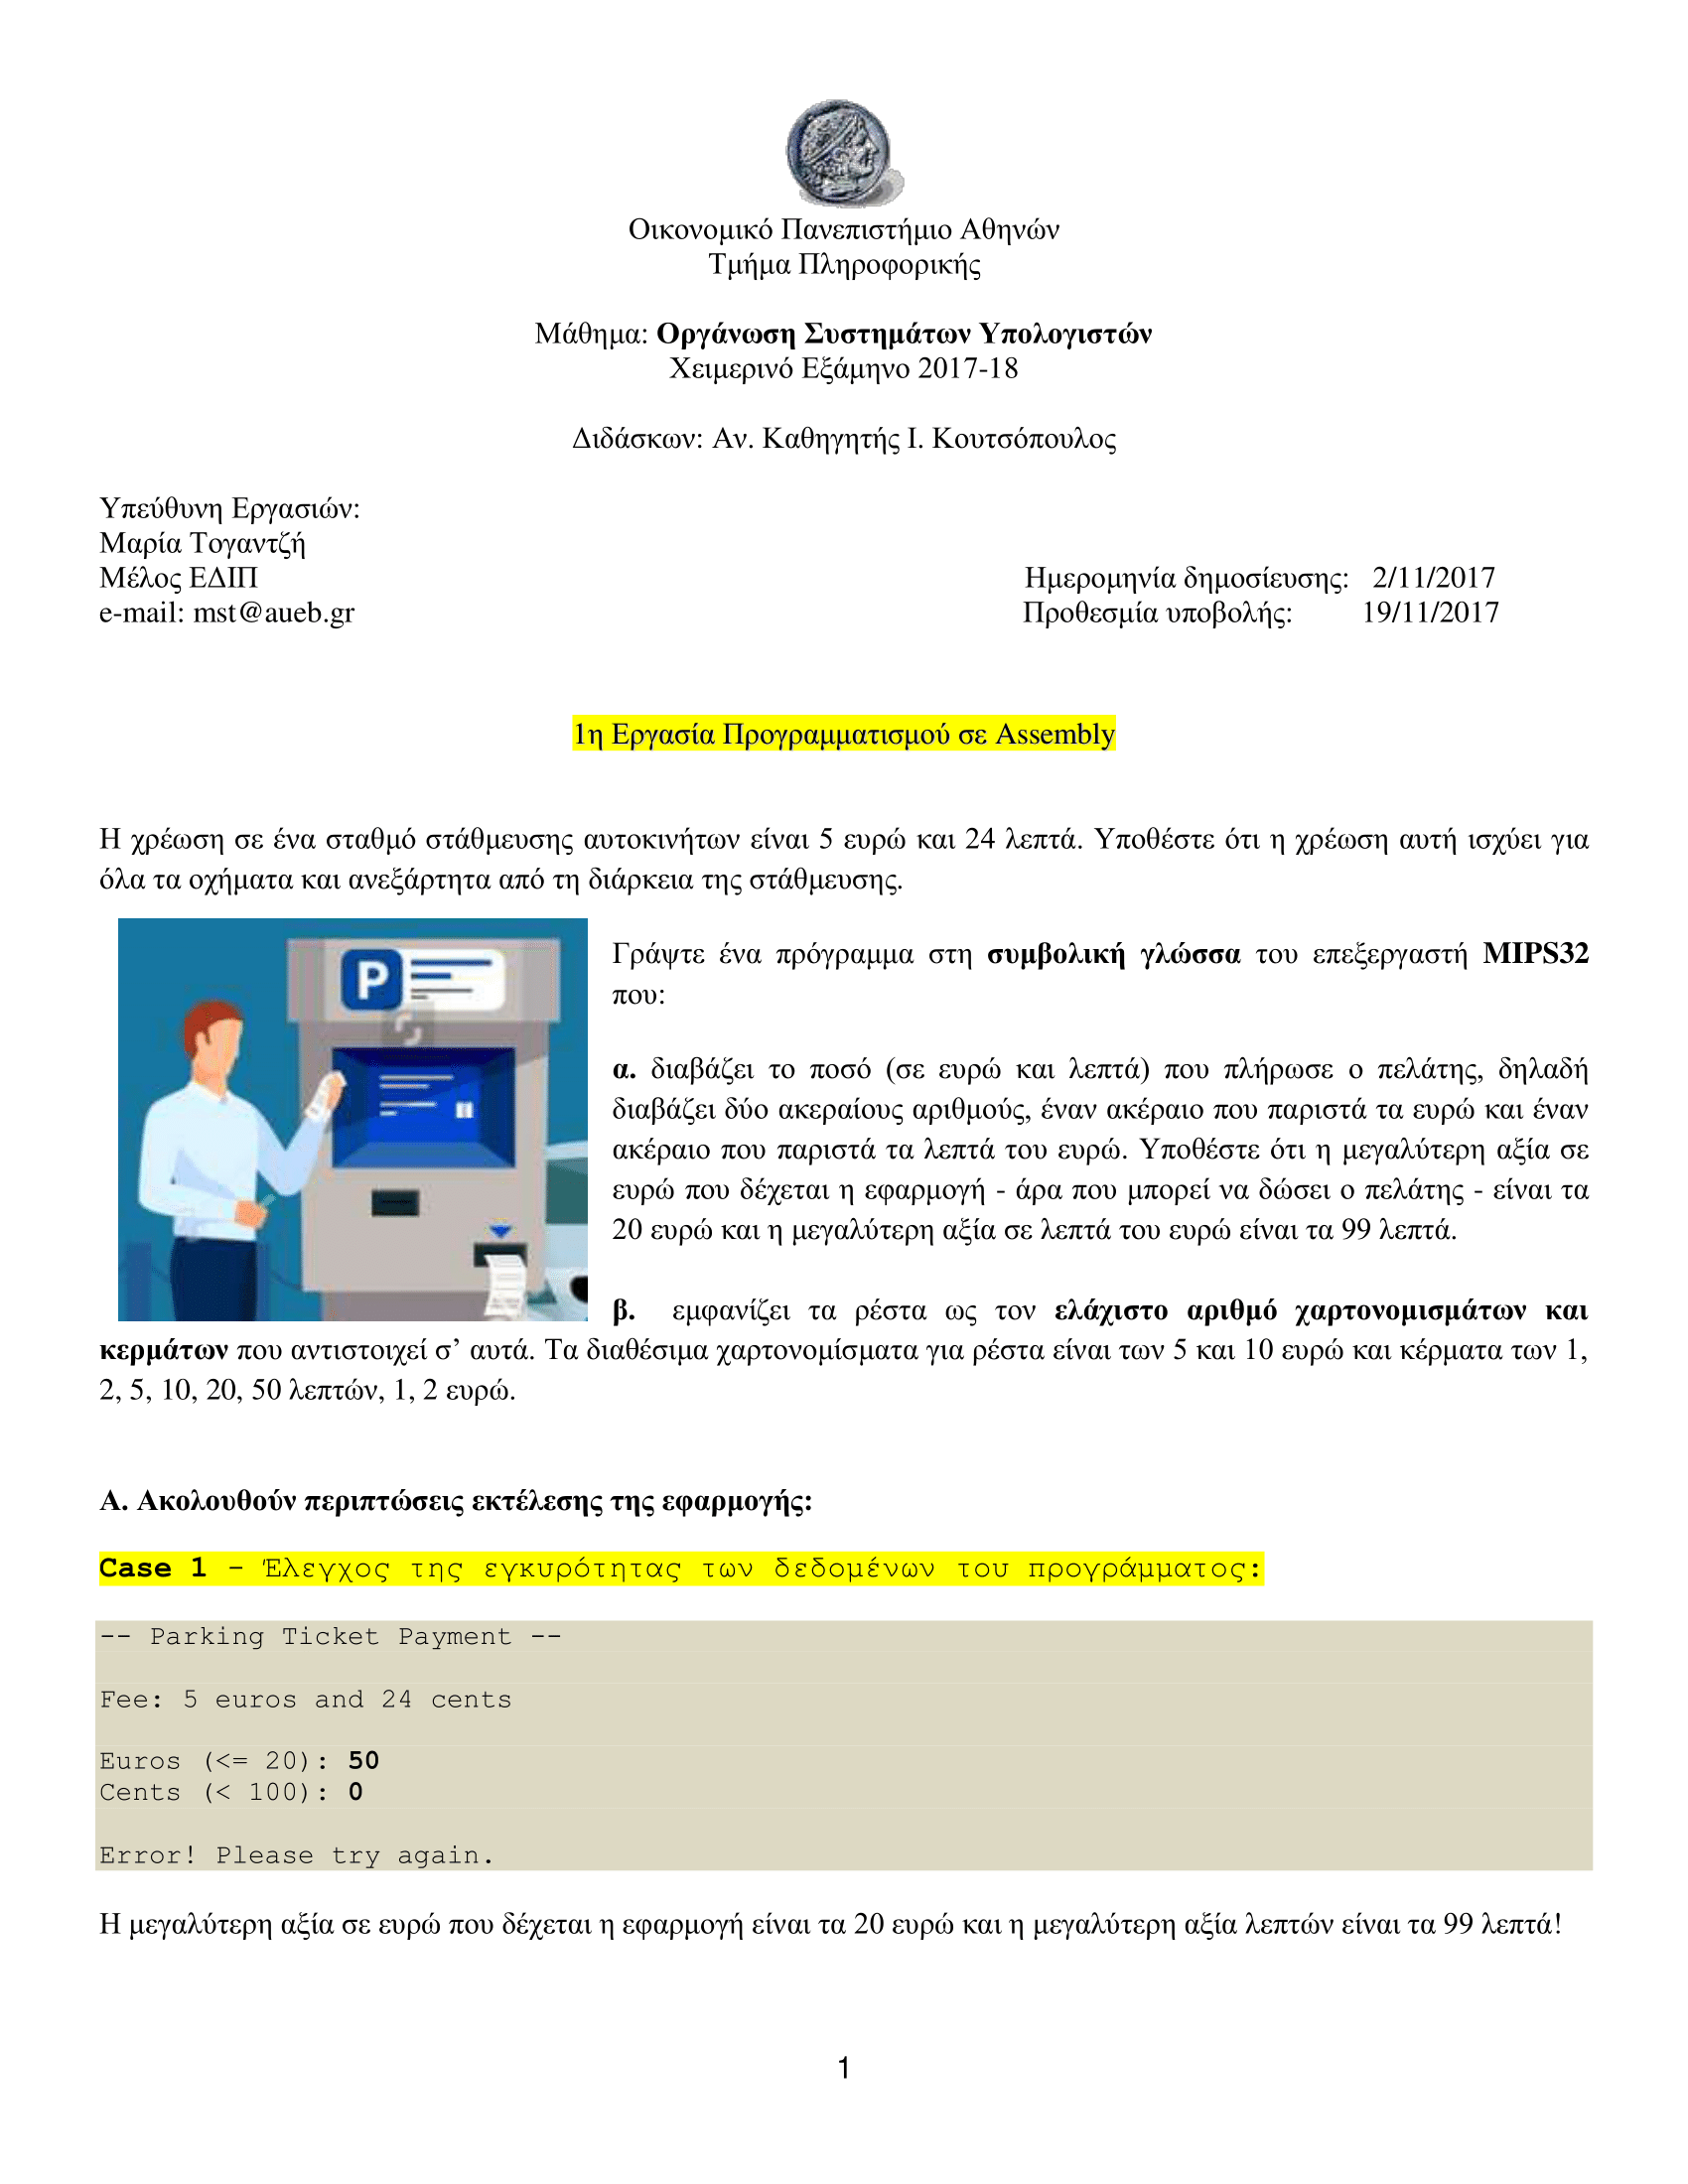 Οικονομικό Πανεπιστήμιο Αθηνών
Τμήμα Πληροφορικής
Μάθημα: Οργάνωση Συστημάτων Υπολογιστών
Χειμερινό Εξάμηνο 2017-18
Διδάσκων: Αν. Καθηγητής Ι. Κουτσόπουλος
Υπεύθυνη Εργασιών:
Μαρία Τογαντζή
Μέλος ΕΔΙΠ Ημερομηνία δημοσίευσης: 2/11/2017
e-mail: mst@aueb.gr Προθεσμία υποβολής: 19/11/2017
1η Εργασία Προγραμματισμού σε Assembly
Η χρέωση σε ένα σταθμό στάθμευσης αυτοκινήτων είναι 5 ευρώ και 24 λεπτά. Υποθέστε ότι η χρέωση αυτή ισχύει για
όλα τα οχήματα και ανεξάρτητα από τη διάρκεια της στάθμευσης.
P
Γράψτε ένα πρόγραμμα στη συμβολική γλώσσα του επεξεργαστή MIPS32
που:
α. διαβάζει το ποσό (σε ευρώ και λεπτά) που πλήρωσε ο πελάτης, δηλαδή
διαβάζει δύο ακεραίους αριθμούς, έναν ακέραιο που παριστά τα ευρώ και έναν
ακέραιο που παριστά τα λεπτά του ευρώ. Υποθέστε ότι η μεγαλύτερη αξία σε
ευρώ που δέχεται η εφαρμογή - άρα που μπορεί να δώσει ο πελάτης - είναι τα
20 ευρώ και η μεγαλύτερη αξία σε λεπτά του ευρώ είναι τα 99 λεπτά.
β. εμφανίζει τα ρέστα ως τον ελάχιστο αριθμό χαρτονομισμάτων και
κερμάτων που αντιστοιχεί σ’ αυτά. Τα διαθέσιμα χαρτονομίσματα για ρέστα είναι των 5 και 10 ευρώ και κέρματα των 1,
2, 5, 10, 20, 50 λεπτών, 1, 2 ευρώ.
Α. Ακολουθούν περιπτώσεις εκτέλεσης της εφαρμογής:
Case 1 – Έλεγχος της εγκυρότητας των δεδομένων του προγράμματος:
-- Parking Ticket Payment --
Fee: 5 euros and 24 cents
Euros (<= 20): 50
Cents (< 100): 0
Error! Please try again.
Η μεγαλύτερη αξία σε ευρώ που δέχεται η εφαρμογή είναι τα 20 ευρώ και η μεγαλύτερη αξία λεπτών είναι τα 99 λεπτά!
1